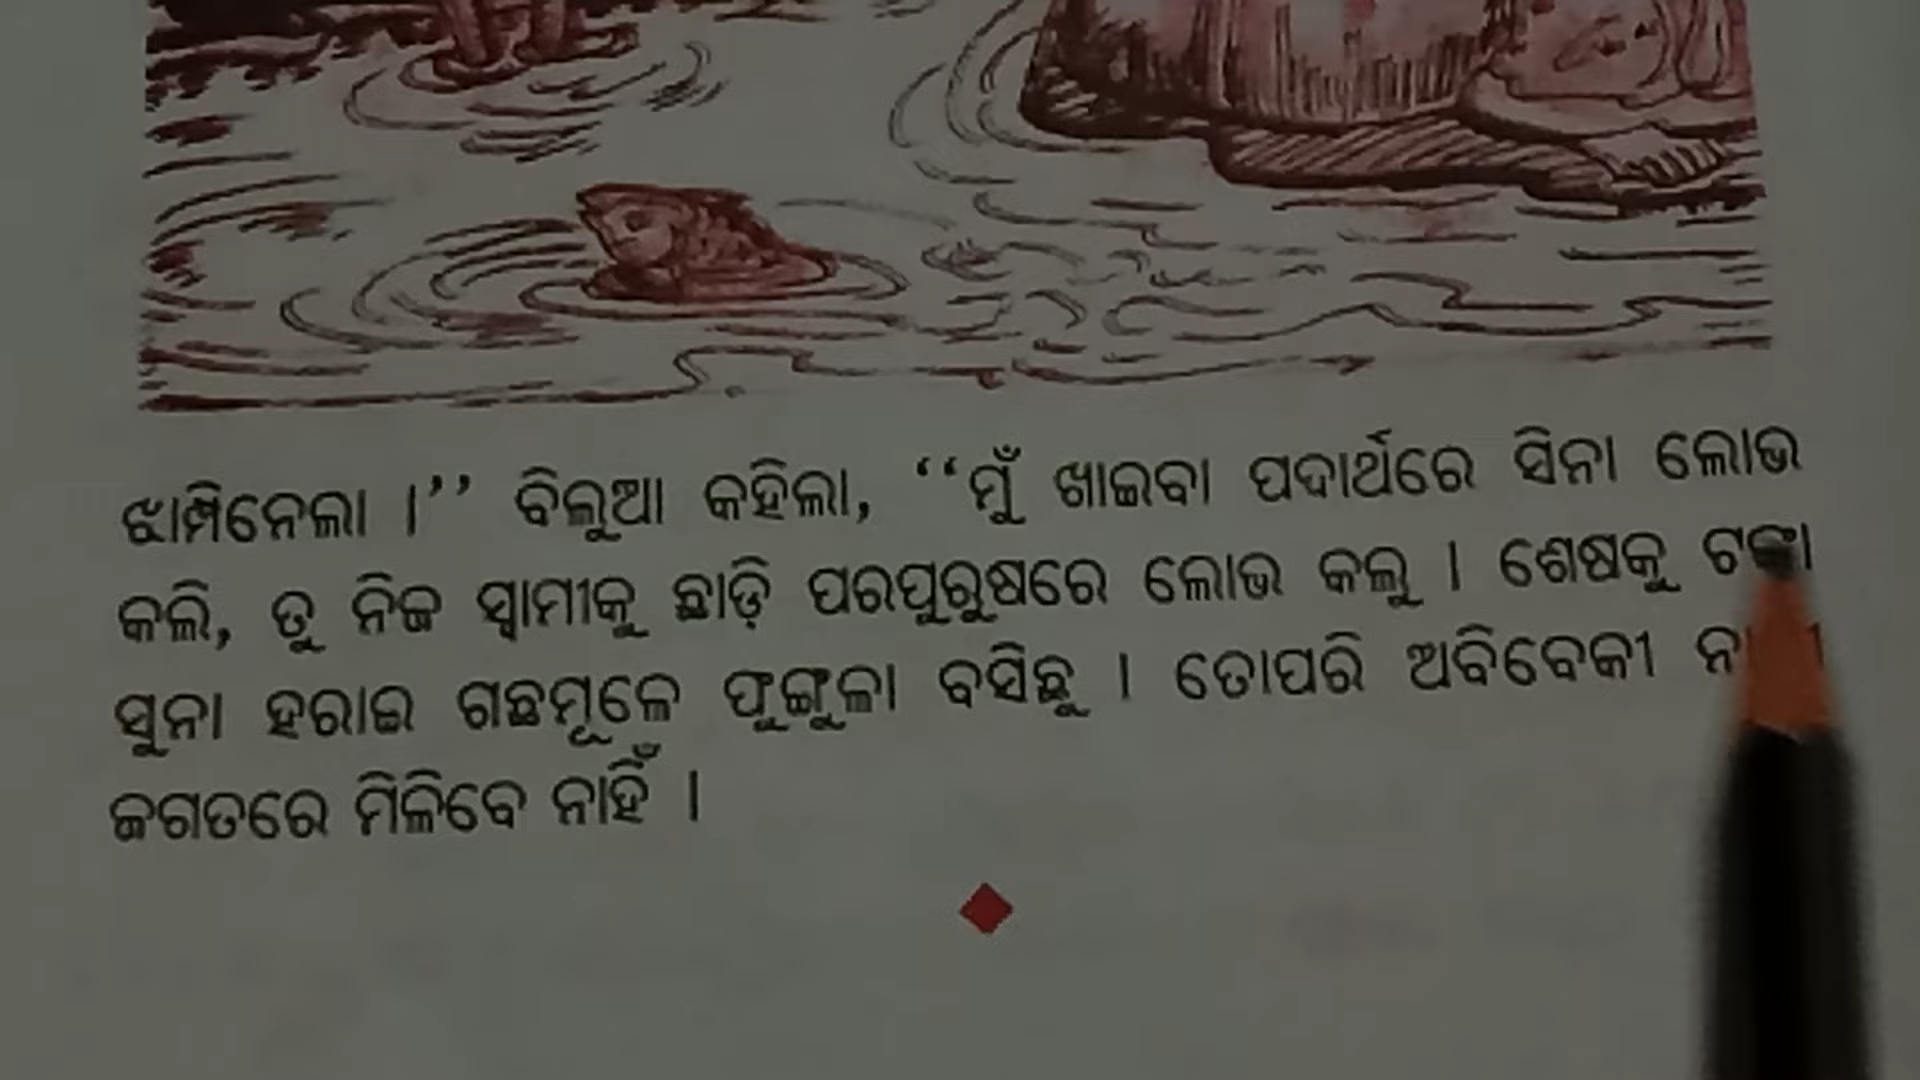 ଝାମ୍ପିନେଲା ।’’ ବିଲୁଆ କହିଲା, ‘‘ମୁଁ ଖାଇବା ପଦାର୍ଥରେ ସିନା ଲୋଭ
କଲି, ତୁ ନିଜ ସ୍ୱାମୀକୁ ଛାଡ଼ି ପରପୁରୁଷରେ ଲୋଭ କଲୁ । ଶେଷକୁ ଟଙ୍କା
ସୁନା ହରାଇ ଗଛମୂଳେ ଫୁଙ୍ଗୁଳା ବସିଛୁ । ତୋପରି ଅବିବେକୀ
ଜଗତରେ ମିଳିବେ ନାହିଁ ।